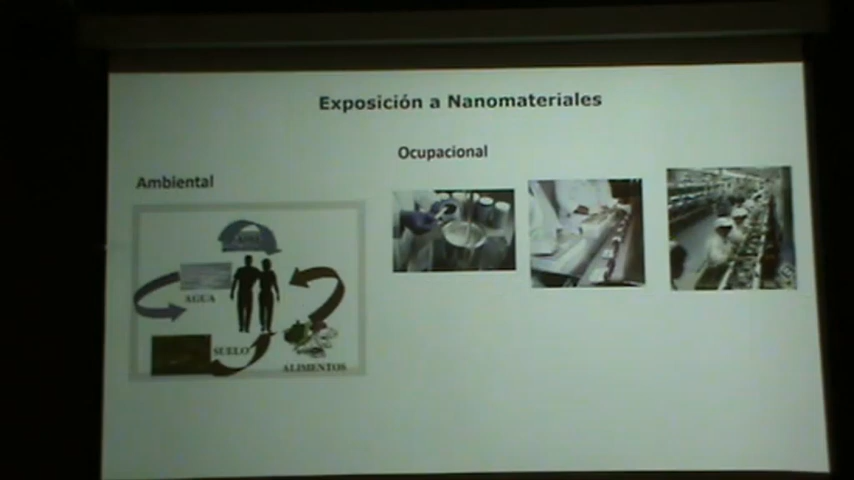 Exposición a Nanomateriales
Ocupacional
Ambiental
AGUA
SUELO
ALIMENTOS